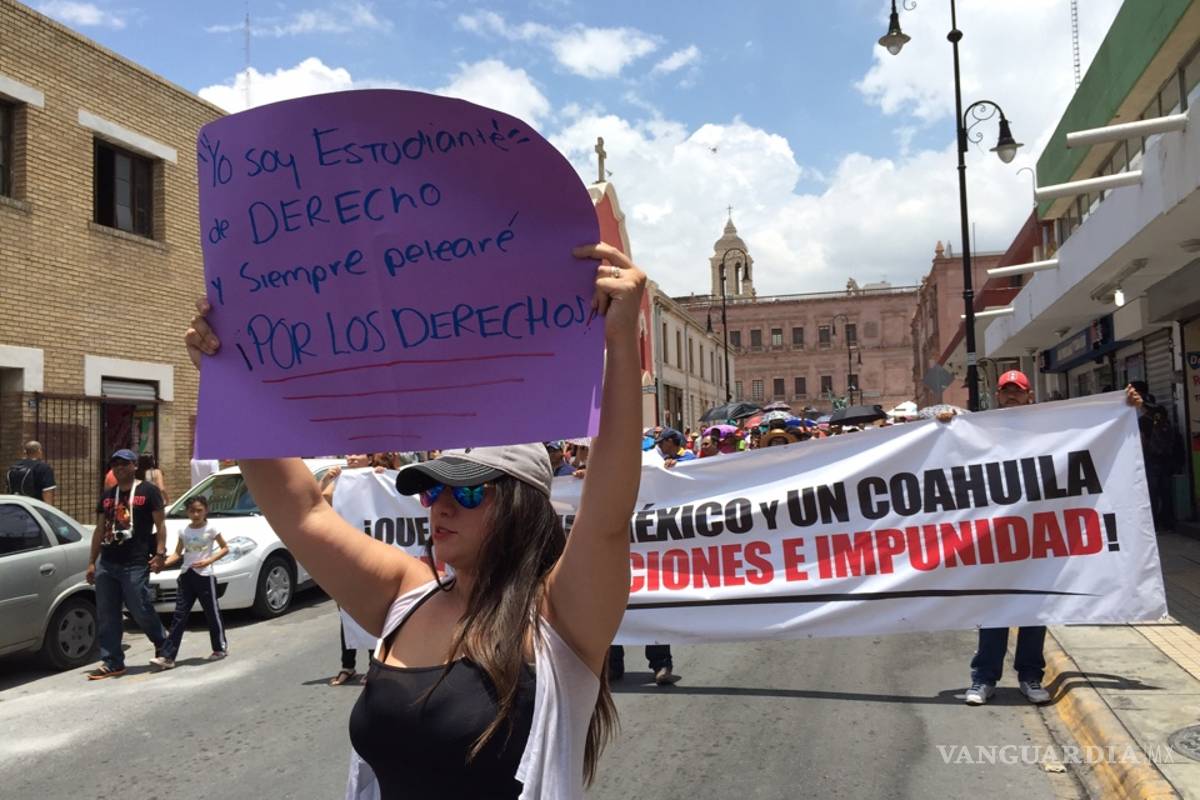 "Yo soy Estudiante"
de DERECHO
y siempre pelearé
¡POR LOS DERECHOS!
¡QUE MÉXICO Y UN COAHUILA
CIONES E IMPUNIDAD!
VANGUARDIA MX